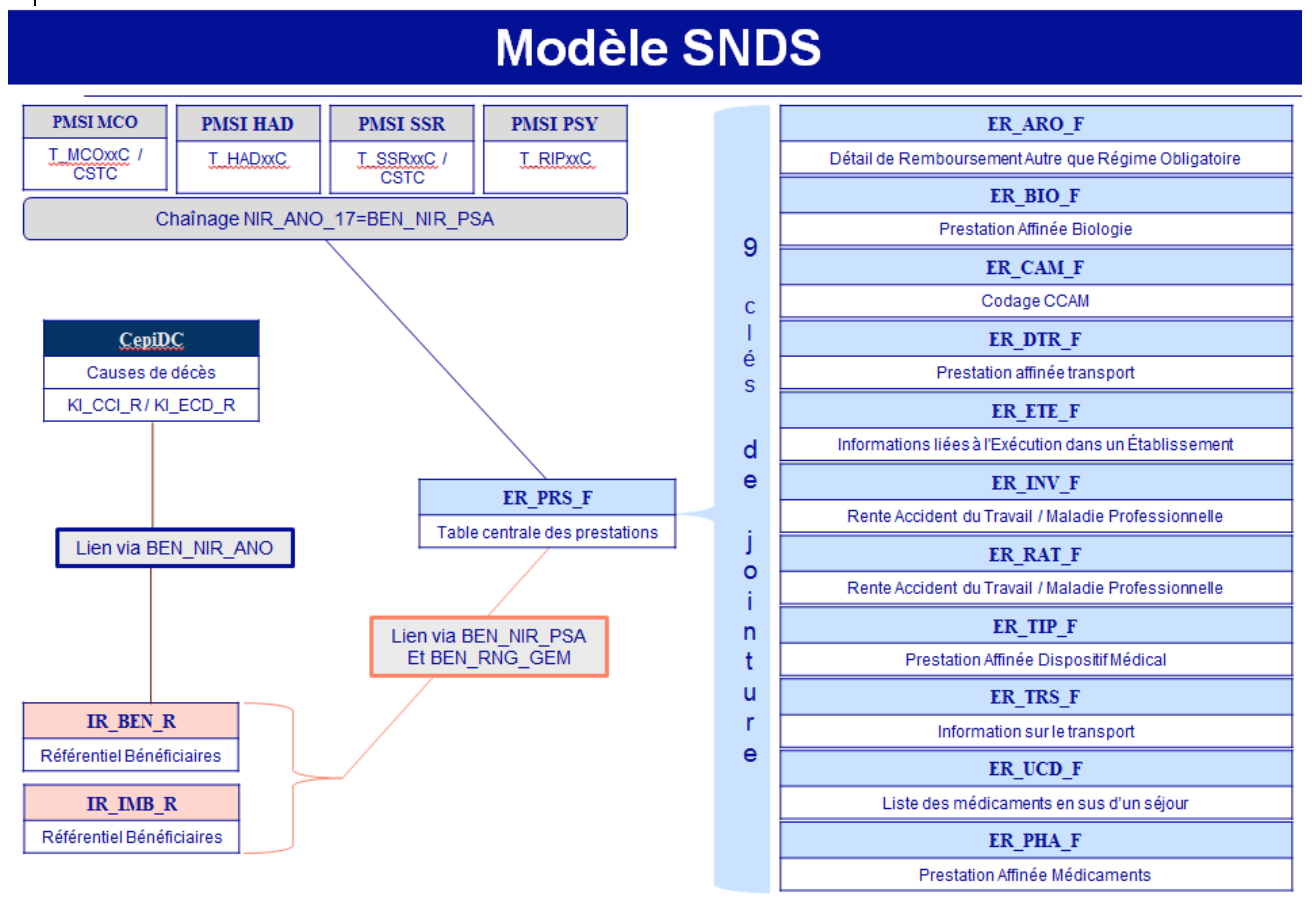 Modèle SNDS
PMSI MCO
T_MCOxxC /
CSTC
PMSI HAD
T_HADxxC
PMSI SSR
T_SSRxxC /
CSTC
PMSI PSY
T_RIPxxC
Chaînage NIR_ANO_17=BEN_NIR_PSA
CepiDC
Causes de décès
KI_CCI_R / KI_ECD_R
Lien via BEN_NIR_ANO
IR_BEN_R
Référentiel Bénéficiaires
IR_IMB_R
Référentiel Bénéficiaires
ER_PRS_F
Table centrale des prestations
Lien via BEN_NIR_PSA
Et BEN_RNG_GEM
9 clés de jointure
ER_ARO_F
Détail de Remboursement Autre que Régime Obligatoire
ER_BIO_F
Prestation Affinée Biologie
ER_CAM_F
Codage CCAM
ER_DTR_F
Prestation affinée transport
ER_ETE_F
Informations liées à l'Exécution dans un Établissement
ER_INV_F
Rente Accident du Travail / Maladie Professionnelle
ER_RAT_F
Rente Accident du Travail / Maladie Professionnelle
ER_TIP_F
Prestation Affinée Dispositif Médical
ER_TRS_F
Information sur le transport
ER_UCD_F
Liste des médicaments en sus d'un séjour
ER_PHA_F
Prestation Affinée Médicaments